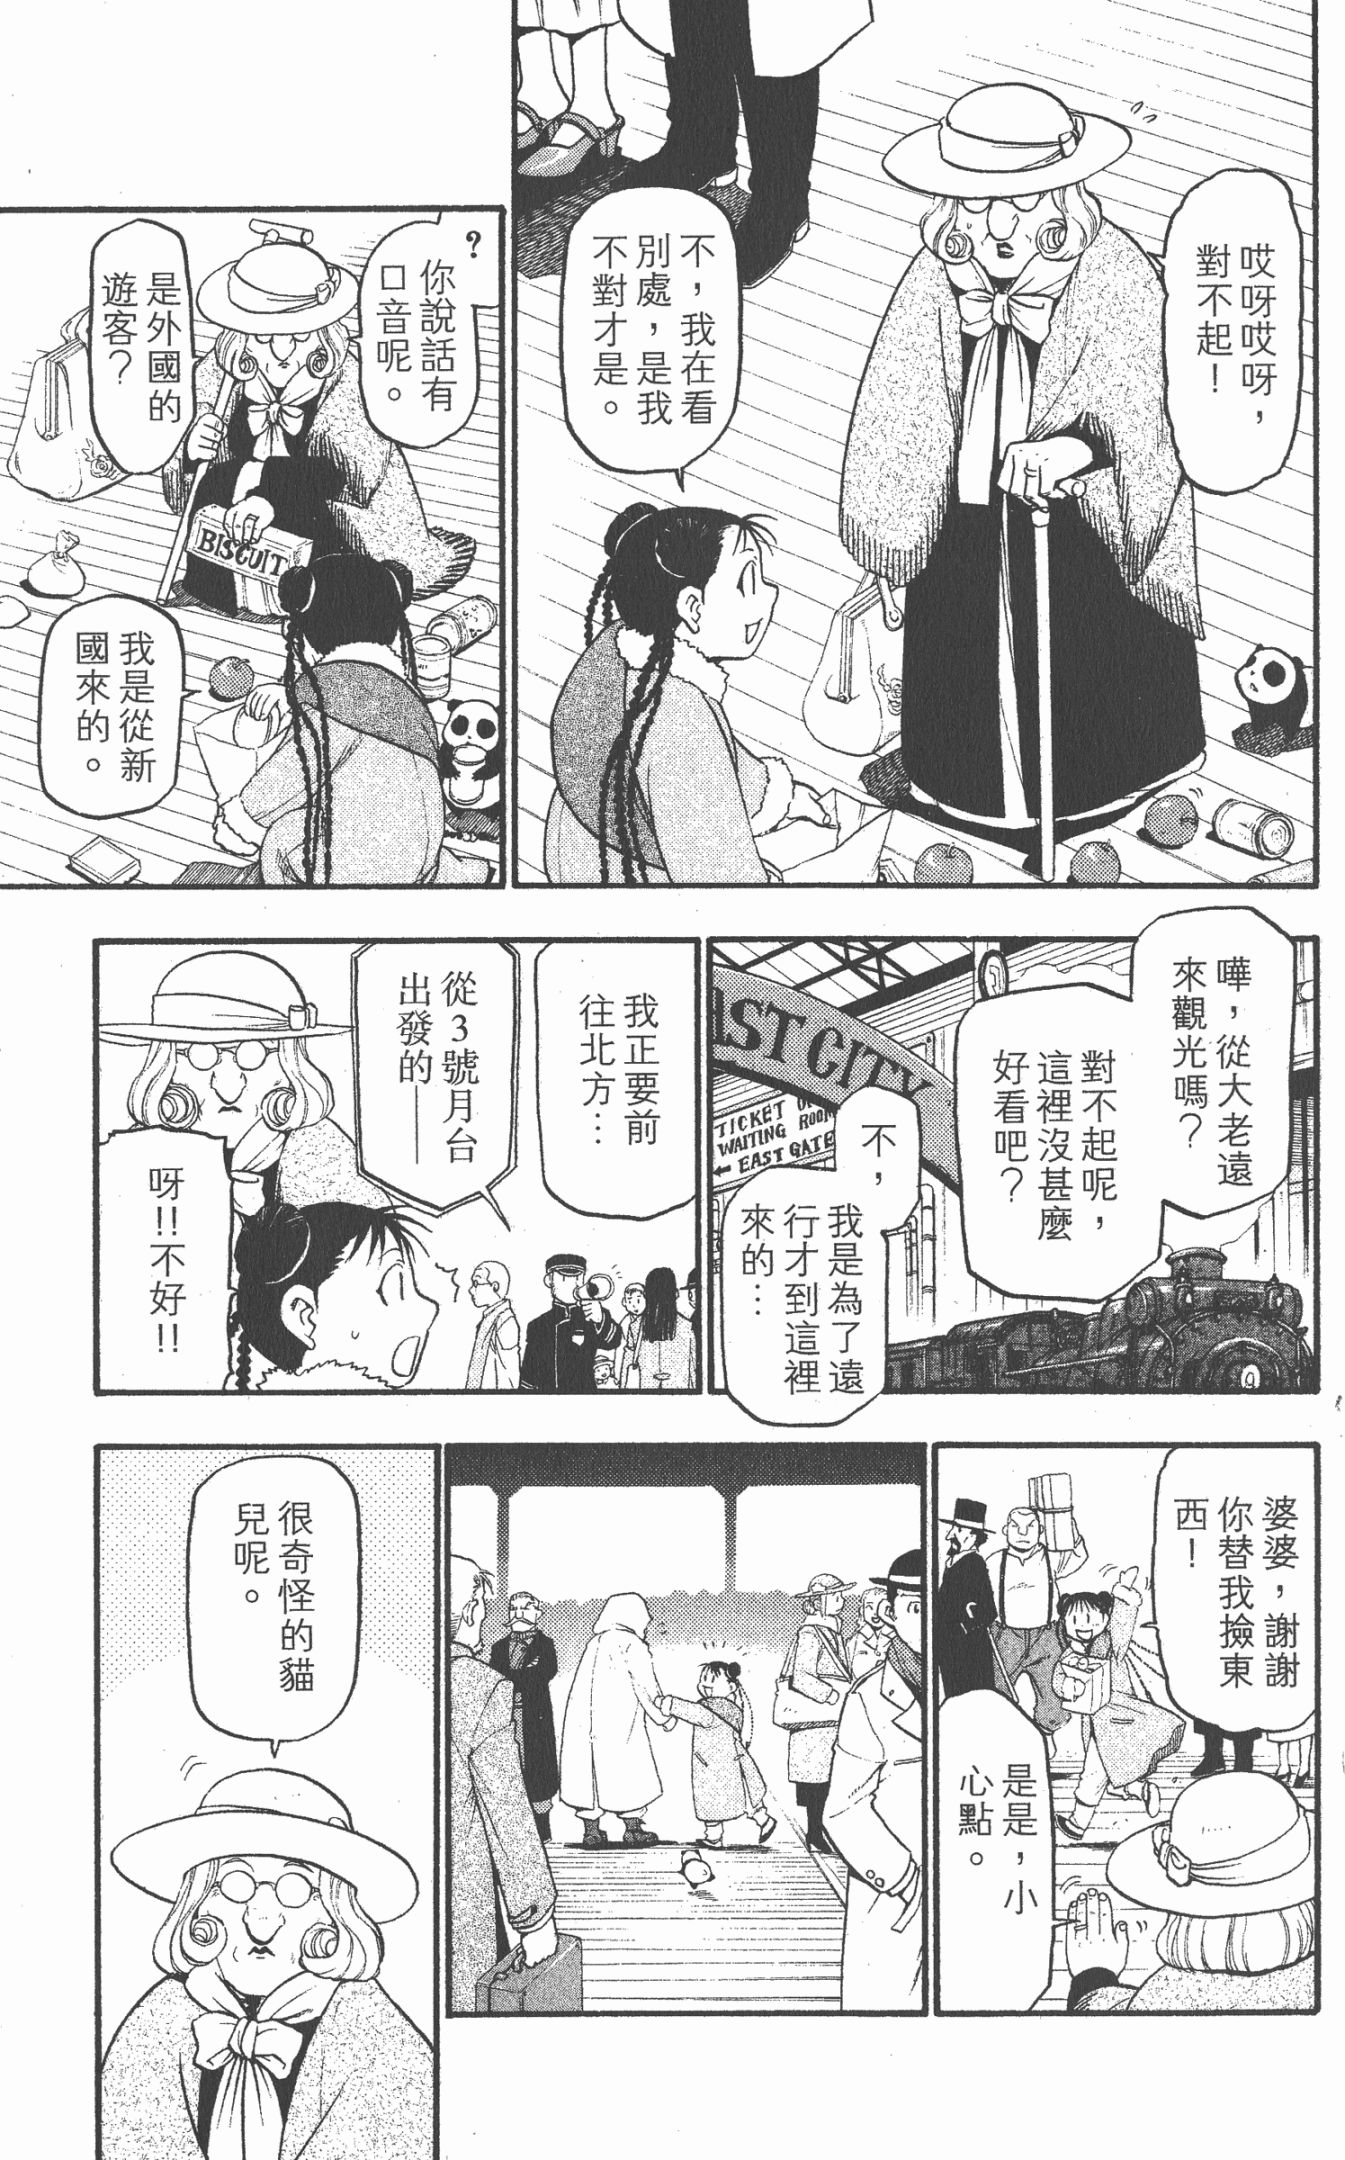 哎呀哎呀，
對不起！
不，我在看
別處，是我
不對才是。
？
你說話有
口音呢。
是外國的
遊客？
BISCUIT
我是從新
國來的。
嘩，從大老遠
來觀光嗎？
對不起呢，
這裡沒甚麼
好看吧？
AST CITY
TICKET
WAITING ROOM
← EAST GATE
不，
我是為了遠
行才到這裡
來的…
我正要前
往北方…
從3號月台
出發的——
呀!!不好!!
婆婆，謝謝
你替我撿東
西！
是是，小
心點。
很奇怪的貓
兒呢。